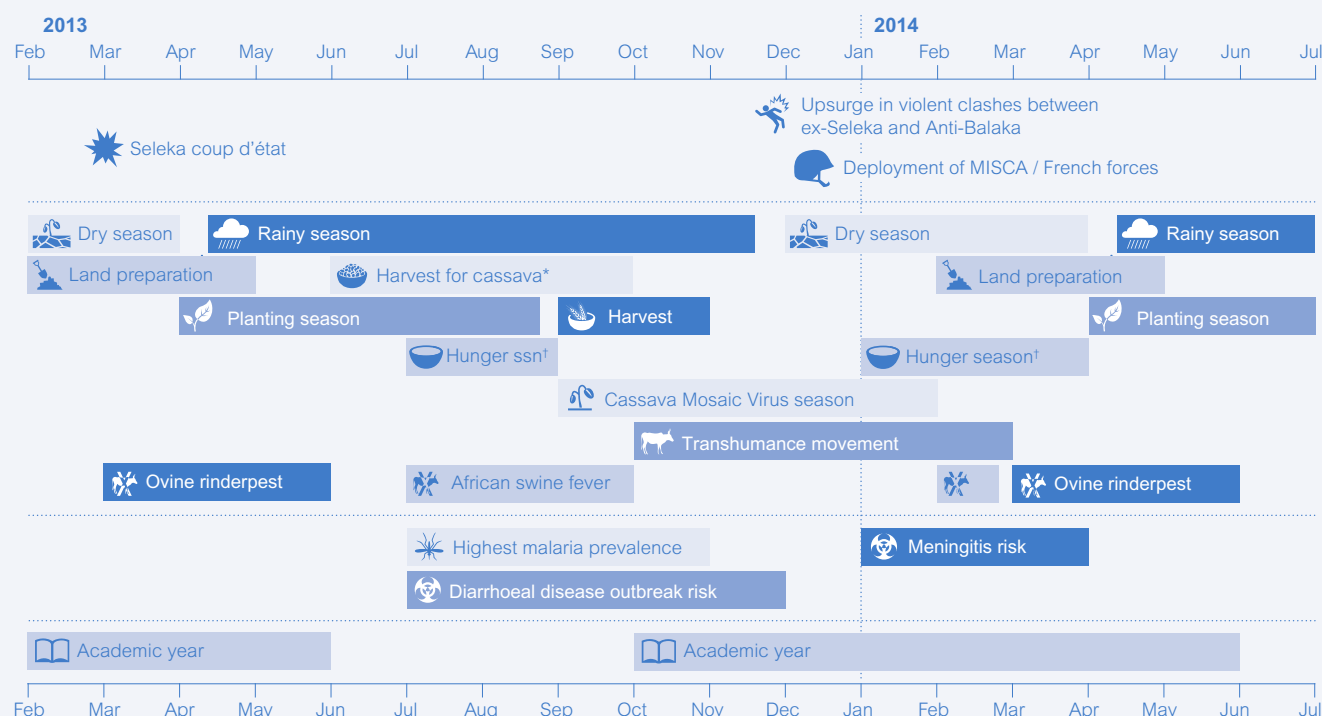 2013 2014
Feb Mar Apr May Jun Jul Aug Sep Oct Nov Dec Jan Feb Mar Apr May Jun Jul
Upsurge in violent clashes between
ex-Seleka and Anti-Balaka
Seleka coup d'état
Deployment of MISCA / French forces
Dry season Rainy season Dry season Rainy season
Land preparation Harvest for cassava* Land preparation
Planting season Harvest Planting season
Hunger ssn† Hunger season†
Cassava Mosaic Virus season
Transhumance movement
Ovine rinderpest African swine fever Ovine rinderpest
Highest malaria prevalence Meningitis risk
Diarrhoeal disease outbreak risk
Academic year Academic year
Feb Mar Apr May Jun Jul Aug Sep Oct Nov Dec Jan Feb Mar Apr May Jun Jul